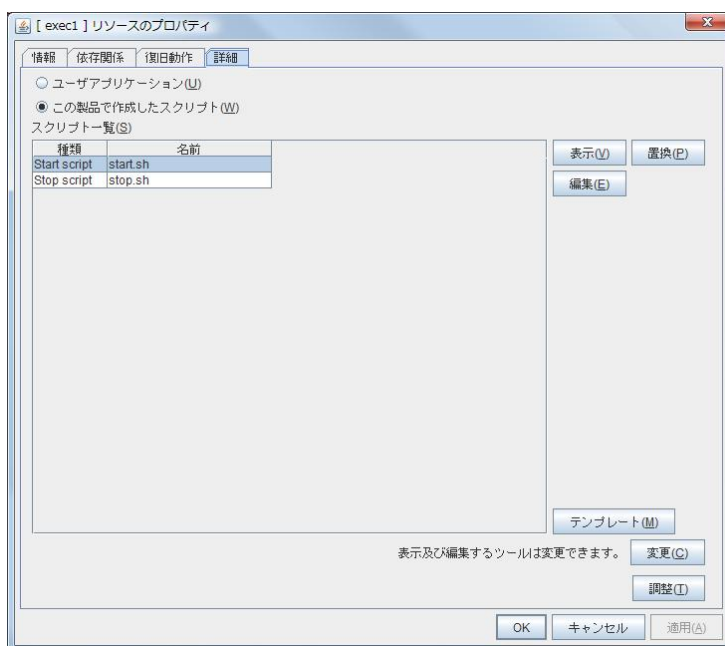 [ exec1 ] リソースのプロパティ
情報 依存関係 復旧動作 詳細
ユーザアプリケーション(U)
この製品で作成したスクリプト(W)
スクリプト一覧(S)
種類 名前
Start script start.sh
Stop script stop.sh
表示(V) 置換(P)
編集(E)
テンプレート(M)
表示及び編集するツールは変更できます。 変更(C)
調整(T)
OK キャンセル 適用(A)